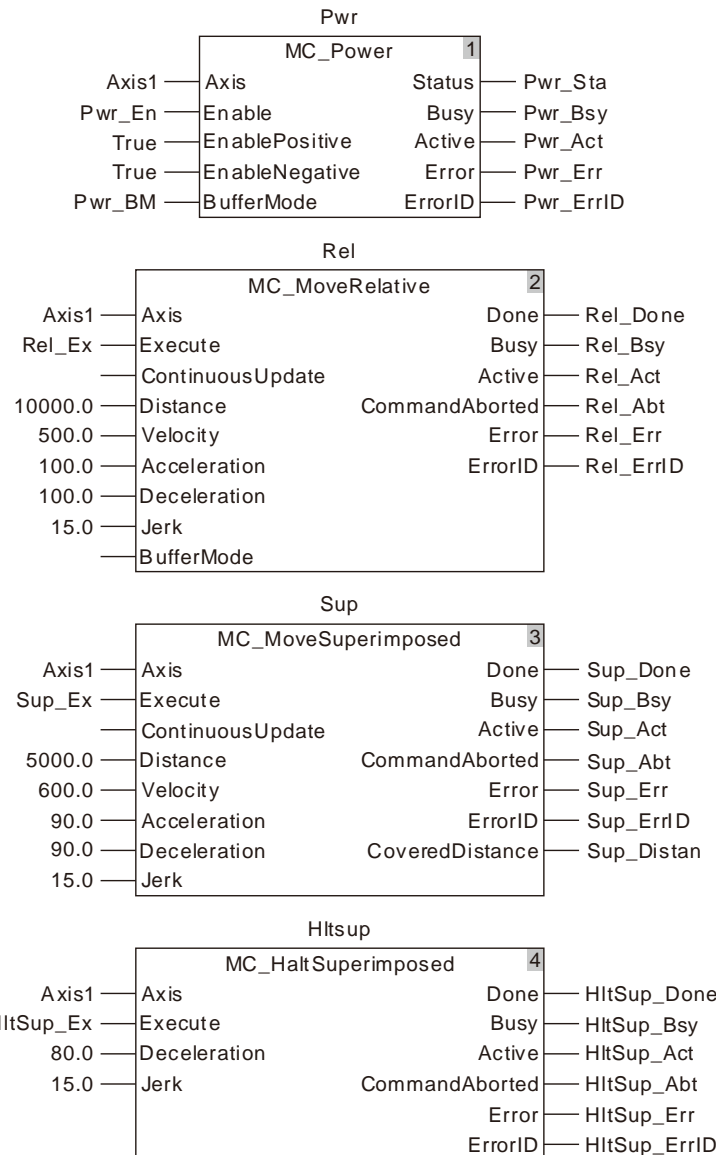 Pwr
MC_Power 1
Axis1 Axis Status Pwr_Sta
Pwr_En Enable Busy Pwr_Bsy
True EnablePositive Active Pwr_Act
True EnableNegative Error Pwr_Err
Pwr_BM BufferMode ErrorID Pwr_ErrID
Rel
MC_MoveRelative 2
Axis1 Axis Done Rel_Done
Rel_Ex Execute Busy Rel_Bsy
ContinuousUpdate Active Rel_Act
10000.0 Distance CommandAborted Rel_Abt
500.0 Velocity Error Rel_Err
100.0 Acceleration ErrorID Rel_ErrID
100.0 Deceleration
15.0 Jerk
BufferMode
Sup
MC_MoveSuperimposed 3
Axis1 Axis Done Sup_Done
Sup_Ex Execute Busy Sup_Bsy
ContinuousUpdate Active Sup_Act
5000.0 Distance CommandAborted Sup_Abt
600.0 Velocity Error Sup_Err
90.0 Acceleration ErrorID Sup_ErrID
90.0 Deceleration CoveredDistance Sup_Distan
15.0 Jerk
Hltsup
MC_HaltSuperimposed 4
Axis1 Axis Done HltSup_Done
ltSup_Ex Execute Busy HltSup_Bsy
80.0 Deceleration Active HltSup_Act
15.0 Jerk CommandAborted HltSup_Abt
Error HltSup_Err
ErrorID HltSup_ErrID